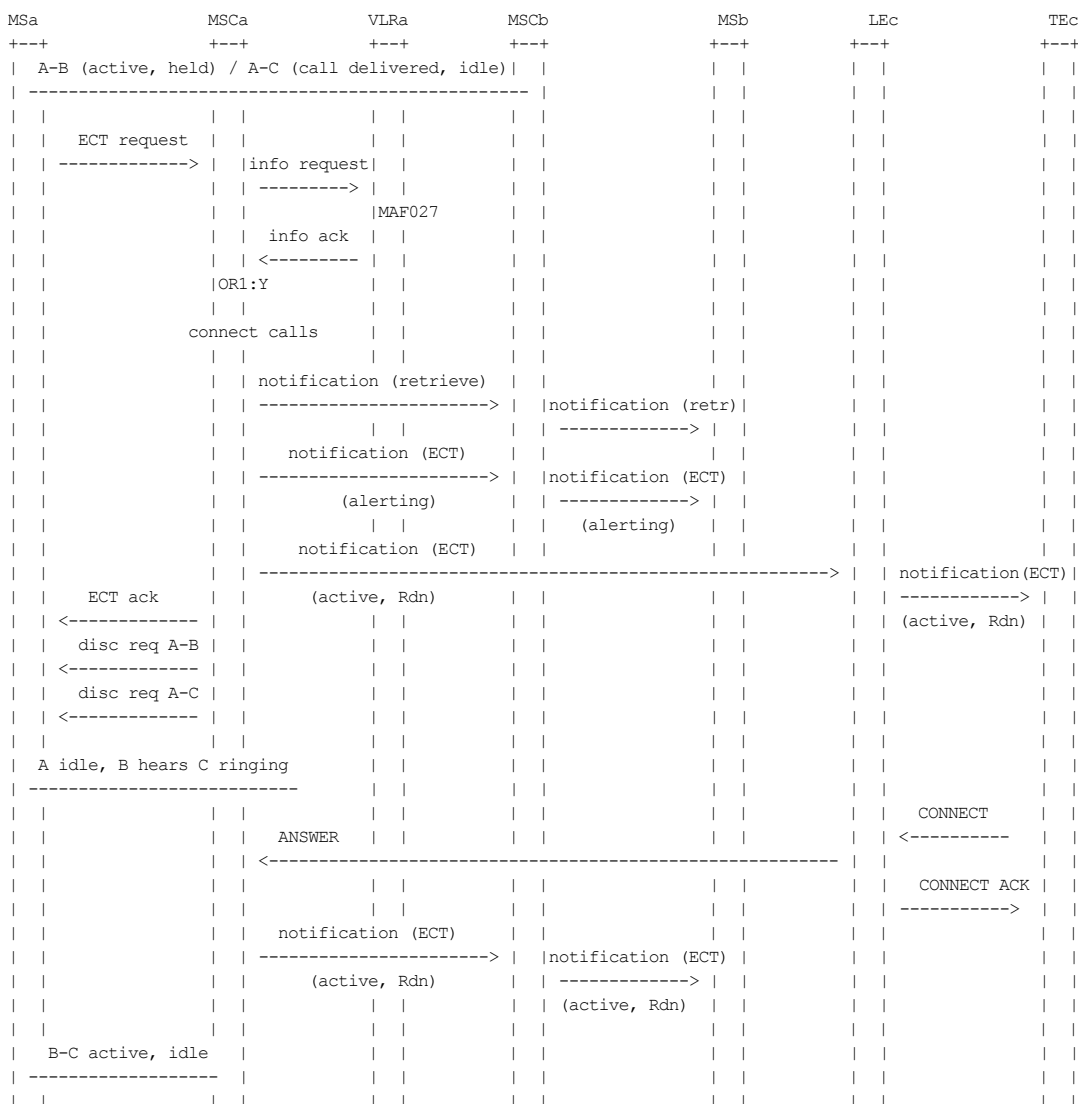 MSa MSCa VLRa MSCb MSb LEc TEc
A-B (active, held) / A-C (call delivered, idle)
ECT request
info request
MAF027
info ack
OR1:Y
connect calls
notification (retrieve)
notification (retr)
notification (ECT)
notification (ECT)
(alerting)
(alerting)
notification (ECT)
notification(ECT)
ECT ack (active, Rdn)
(active, Rdn)
disc req A-B
disc req A-C
A idle, B hears C ringing
CONNECT
ANSWER
CONNECT ACK
notification (ECT)
notification (ECT)
(active, Rdn)
(active, Rdn)
B-C active, idle